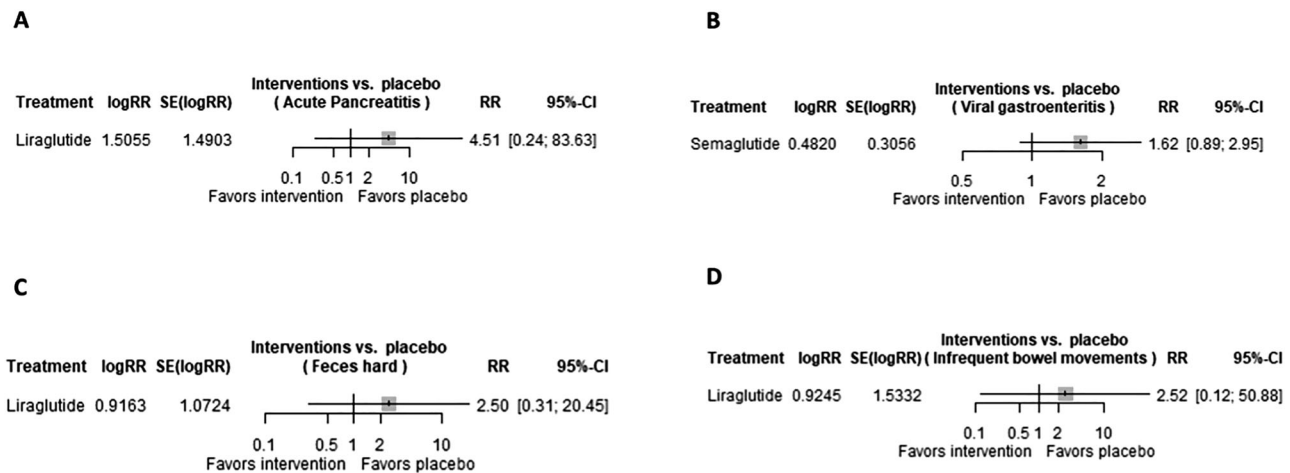 A
Interventions vs. placebo
Treatment logRR SE(logRR) ( Acute Pancreatitis ) RR 95%-CI
Liraglutide 1.5055 1.4903 4.51 [0.24; 83.63]
0.1 0.5 1 2 10
Favors intervention Favors placebo
B
Interventions vs. placebo
Treatment logRR SE(logRR) ( Viral gastroenteritis ) RR 95%-CI
Semaglutide 0.4820 0.3056 1.62 [0.89; 2.95]
0.5 1 2
Favors intervention Favors placebo
C
Interventions vs. placebo
Treatment logRR SE(logRR) ( Feces hard ) RR 95%-CI
Liraglutide 0.9163 1.0724 2.50 [0.31; 20.45]
0.1 0.5 1 2 10
Favors intervention Favors placebo
D
Interventions vs. placebo
Treatment logRR SE(logRR) ( Infrequent bowel movements ) RR 95%-CI
Liraglutide 0.9245 1.5332 2.52 [0.12; 50.88]
0.1 0.5 1 2 10
Favors intervention Favors placebo